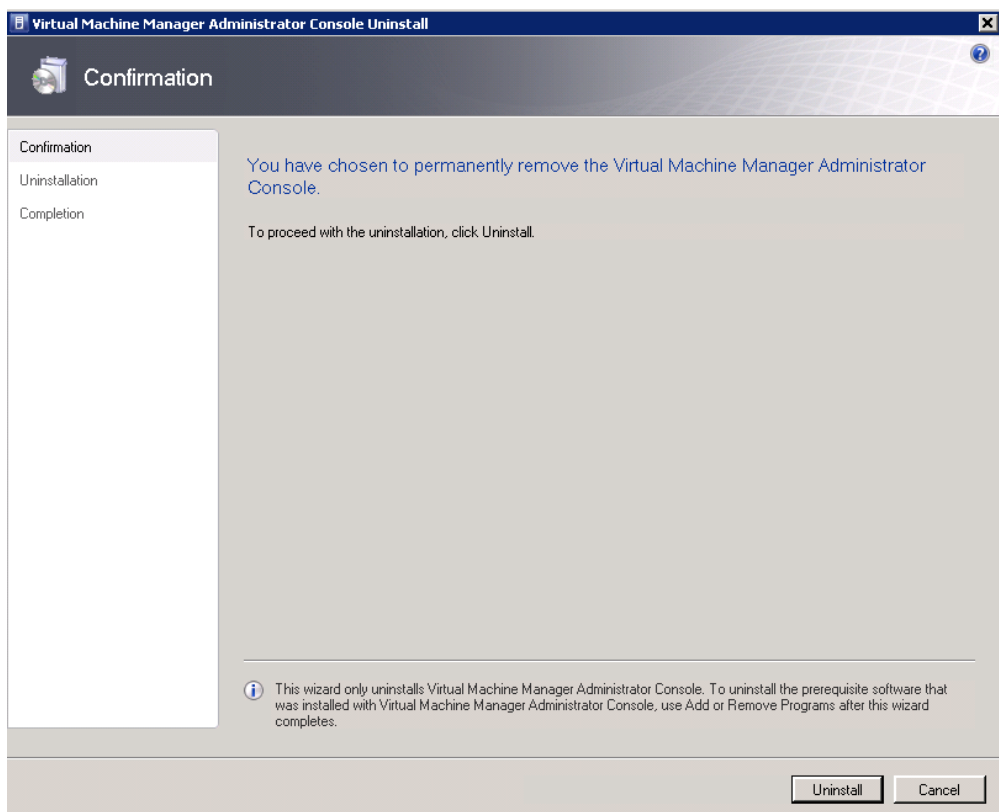 Virtual Machine Manager Administrator Console Uninstall
Confirmation
Confirmation
Uninstallation
Completion
You have chosen to permanently remove the Virtual Machine Manager Administrator
Console.
To proceed with the uninstallation, click Uninstall.
This wizard only uninstalls Virtual Machine Manager Administrator Console. To uninstall the prerequisite software that
was installed with Virtual Machine Manager Administrator Console, use Add or Remove Programs after this wizard
completes.
Uninstall
Cancel